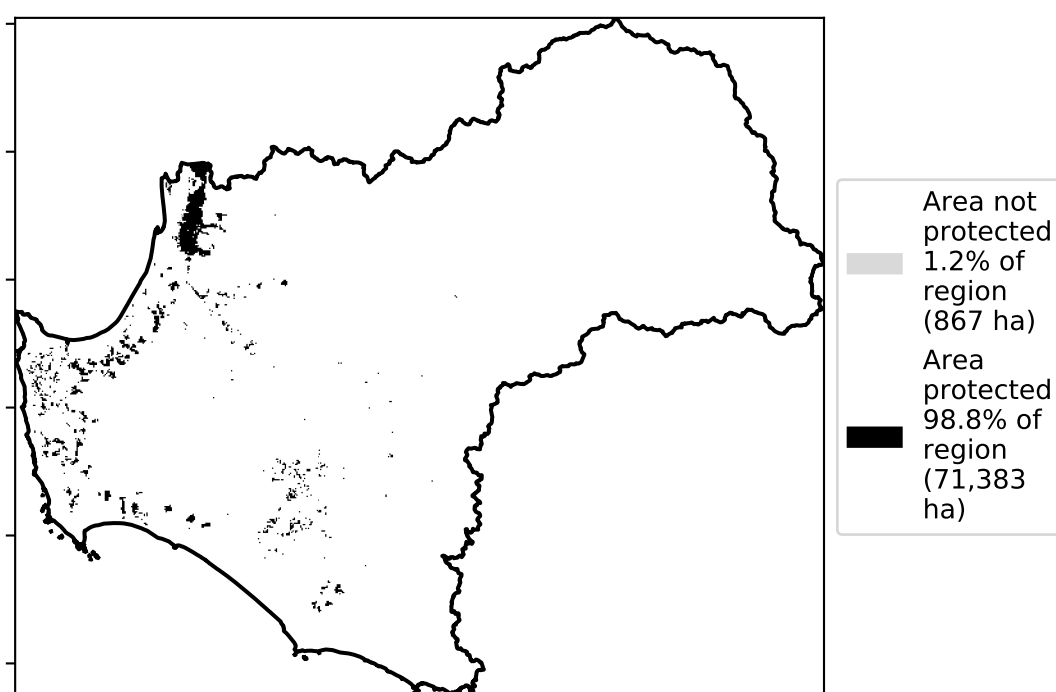 Area not
protected
1.2% of
region
(867 ha)
Area
protected
98.8% of
region
(71,383
ha)